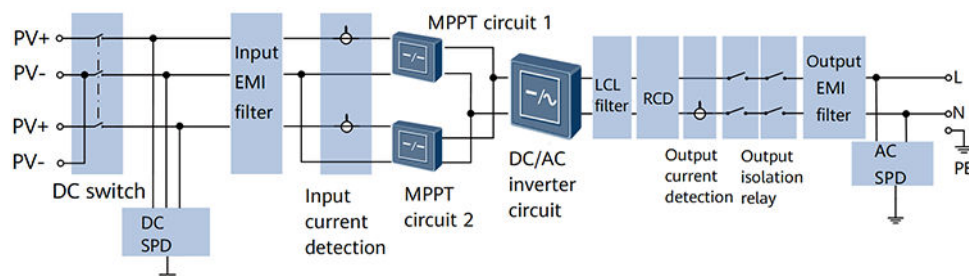 PV+
PV-
PV+
PV-
DC switch
DC
SPD
Input
EMI
filter
Input
current
detection
MPPT circuit 1
MPPT
circuit 2
DC/AC
inverter
circuit
LCL
filter
RCD
Output
current
detection
Output
isolation
relay
Output
EMI
filter
AC
SPD
L
N
PE